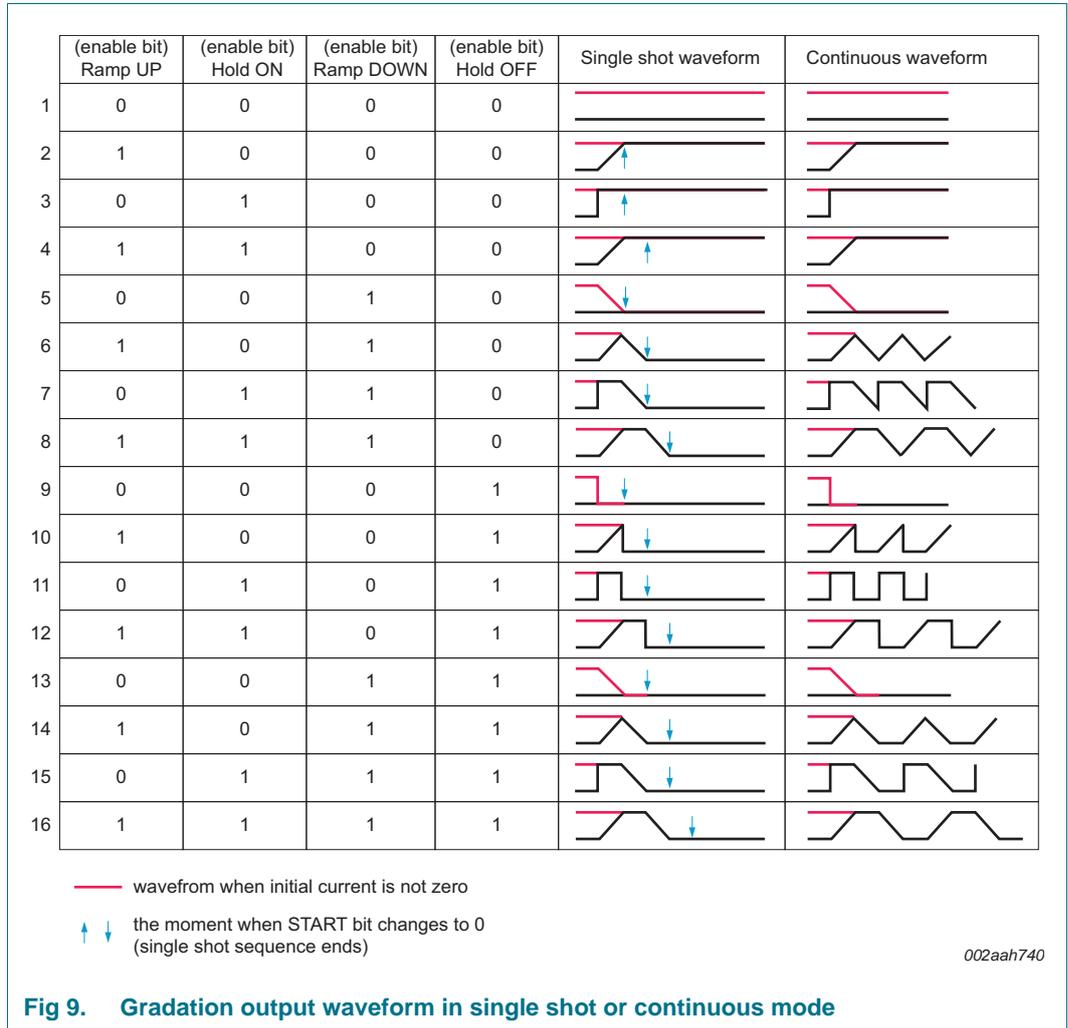 (enable bit) Ramp UP (enable bit) Hold ON (enable bit) Ramp DOWN (enable bit) Hold OFF Single shot waveform Continuous waveform
1 0 0 0 0
2 1 0 0 0
3 0 1 0 0
4 1 1 0 0
5 0 0 1 0
6 1 0 1 0
7 0 1 1 0
8 1 1 1 0
9 0 0 0 1
10 1 0 0 1
11 0 1 0 1
12 1 1 0 1
13 0 0 1 1
14 1 0 1 1
15 0 1 1 1
16 1 1 1 1
wavefrom when initial current is not zero
the moment when START bit changes to 0
(single shot sequence ends)
002aah740
Fig 9. Gradation output waveform in single shot or continuous mode